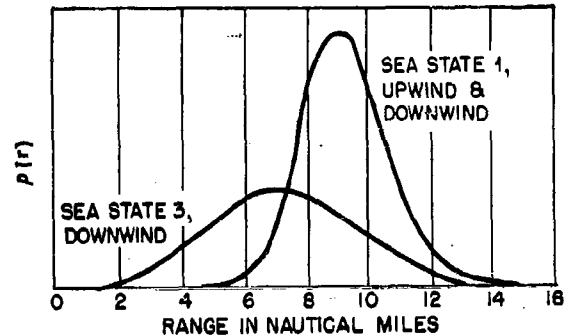 p(r)
SEA STATE 1,
UPWIND &
DOWNWIND
SEA STATE 3,
DOWNWIND
0 2 4 6 8 10 12 14 16
RANGE IN NAUTICAL MILES